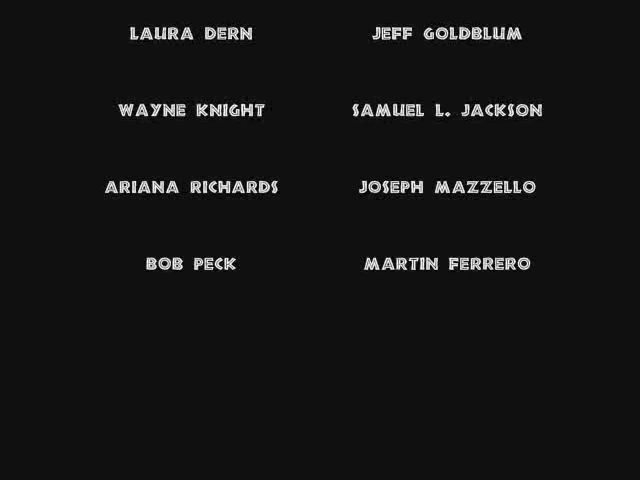 LAURA DERN JEFF GOLDBLUM
WAYNE KNIGHT SAMUEL L. JACKSON
ARIANA RICHARDS JOSEPH MAZZELLO
BOB PECK MARTIN FERRERO